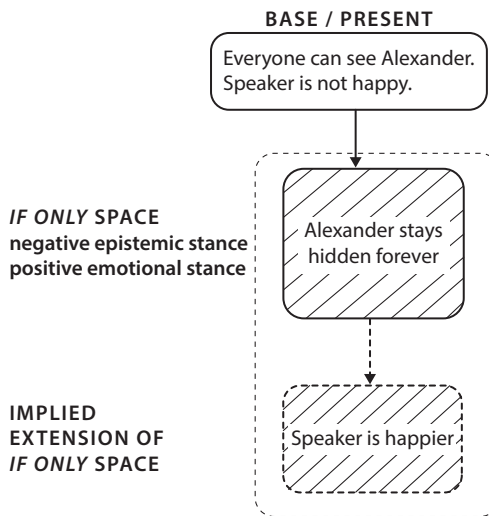 BASE / PRESENT
Everyone can see Alexander.
Speaker is not happy.
IF ONLY SPACE
negative epistemic stance
positive emotional stance
Alexander stays
hidden forever
IMPLIED
EXTENSION OF
IF ONLY SPACE
Speaker is happier